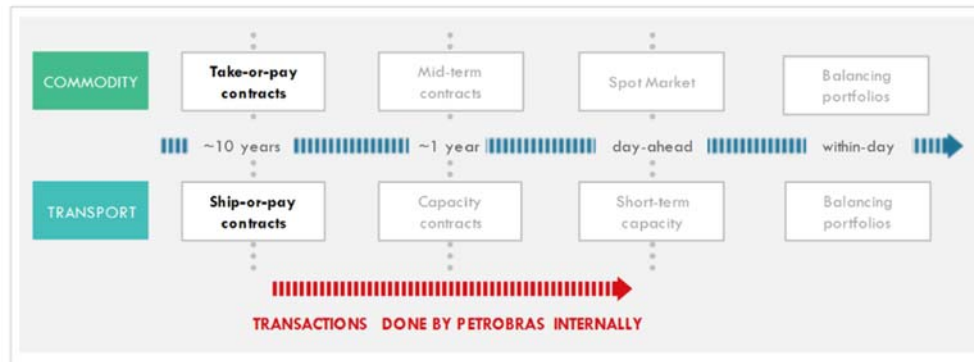 COMMODITY
Take-or-pay
contracts
Mid-term
contracts
Spot Market
Balancing
portfolios
~10 years
~1 year
day-ahead
within-day
TRANSPORT
Ship-or-pay
contracts
Capacity
contracts
Short-term
capacity
Balancing
portfolios
TRANSACTIONS DONE BY PETROBRAS INTERNALLY